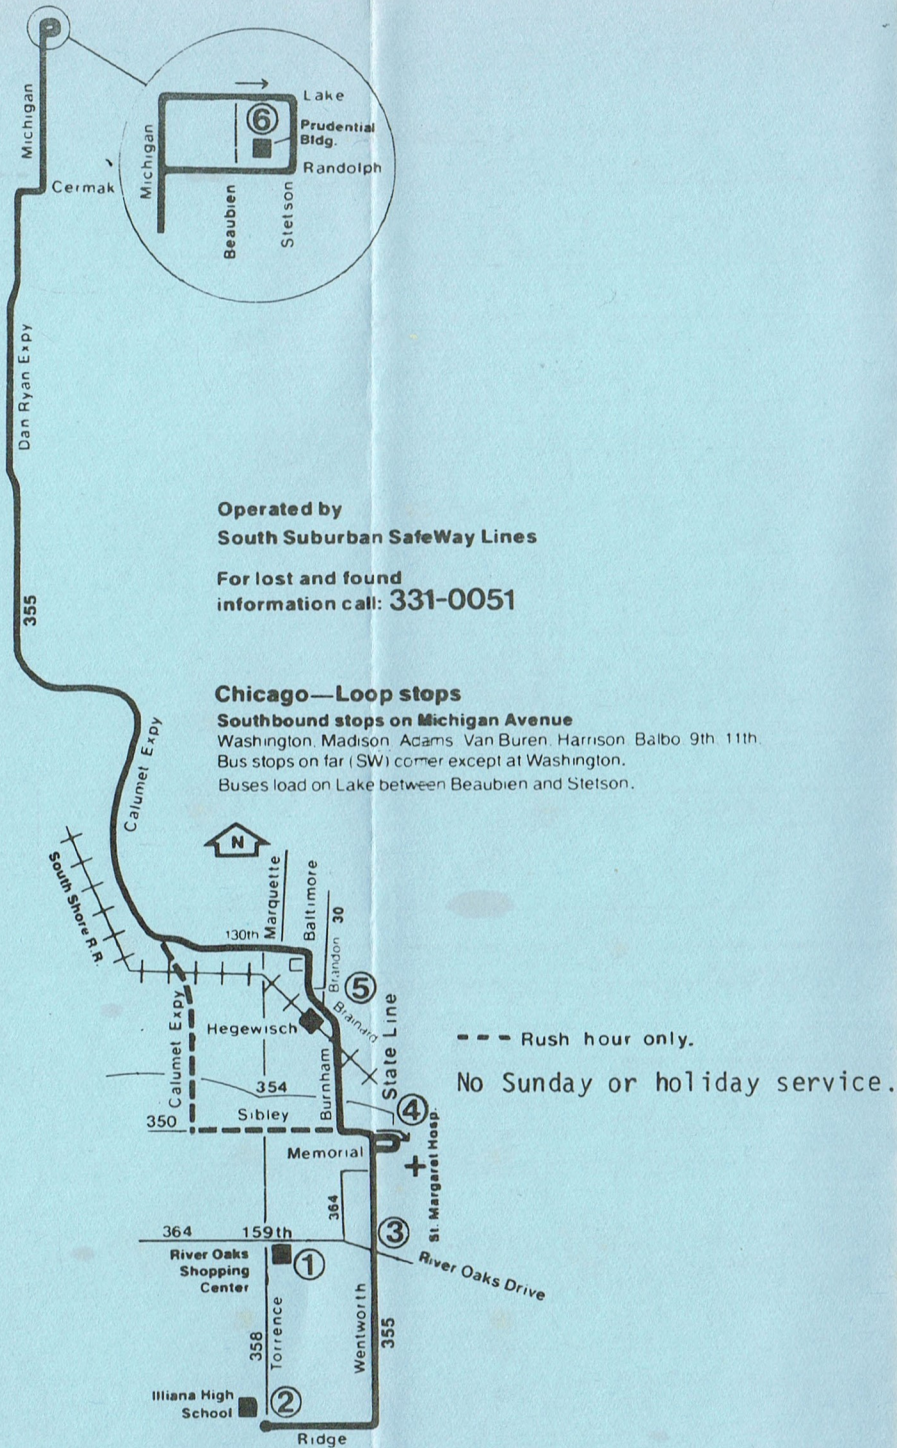 Michigan
Cermak
Lake
⑥
Prudential
Bldg.
Randolph
Michigan
Beaubien
Stetson
Dan Ryan Expy
Operated by
South Suburban SafeWay Lines
For lost and found
information call: 331-0051
355
Chicago—Loop stops
Southbound stops on Michigan Avenue
Washington, Madison, Adams, Van Buren, Harrison, Balbo, 9th, 11th.
Bus stops on far (SW) corner except at Washington.
Buses load on Lake between Beaubien and Stetson.
Calumet Expy
N
South Shore R.R.
Marquette
Baltimore
130th
Brandon 30
⑤
Brainard
Hegewisch
State Line
Calumet Expy
Rush hour only.
No Sunday or holiday service.
354
Burnham
350
Sibley
④
Memorial
St. Margaret Hosp.
364
364
159th
③
River Oaks
Shopping
Center
①
River Oaks Drive
Torrence
358
Wentworth
355
Illiana High
School
②
Ridge